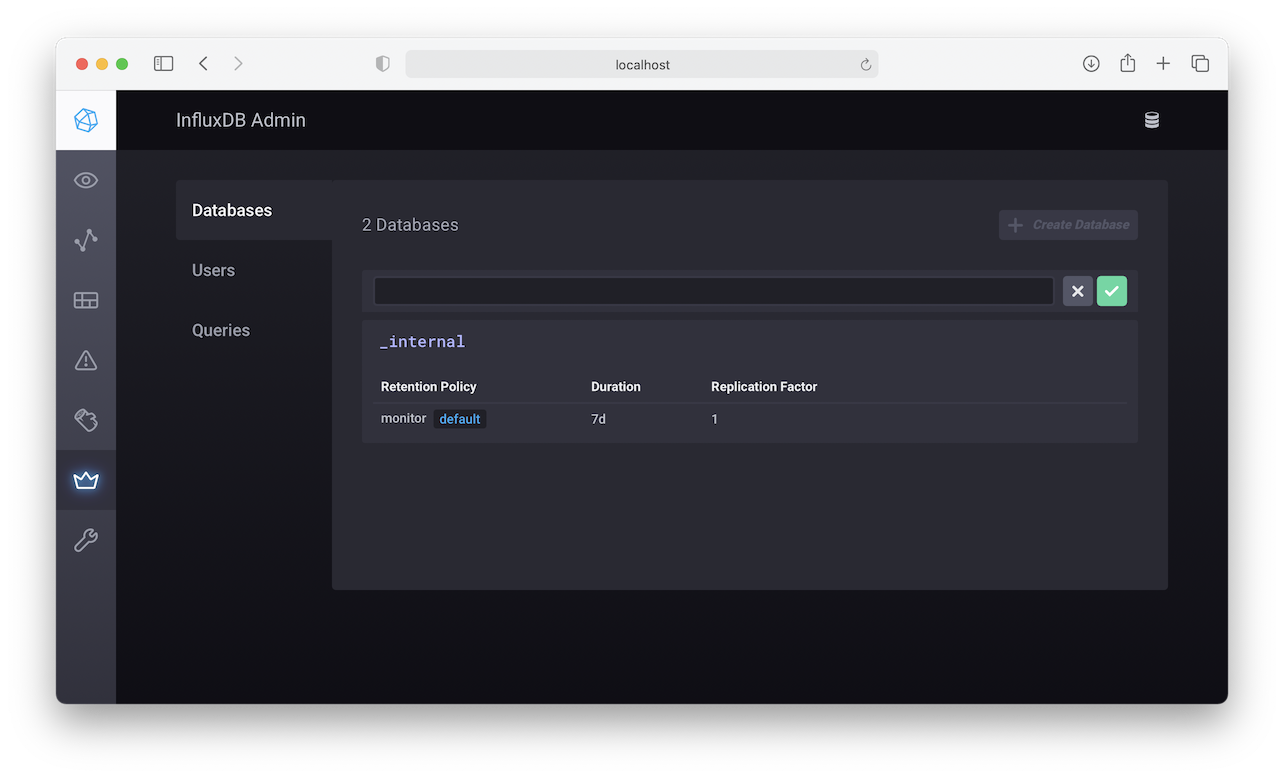 localhost
InfluxDB Admin
Databases
Users
Queries
2 Databases
Create Database
_internal
Retention Policy Duration Replication Factor
monitor default 7d 1